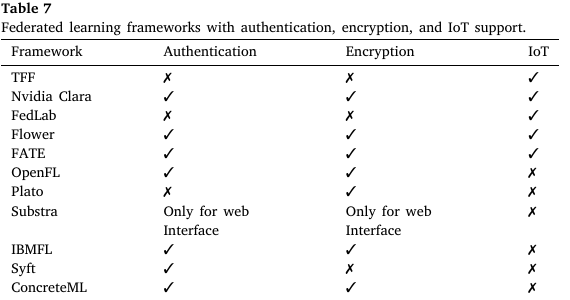 Table 7
Federated learning frameworks with authentication, encryption, and IoT support.
Framework Authentication Encryption IoT
TFF ✗ ✗ ✓
Nvidia Clara ✓ ✓ ✓
FedLab ✗ ✗ ✓
Flower ✓ ✓ ✓
FATE ✓ ✓ ✓
OpenFL ✓ ✓ ✗
Plato ✗ ✓ ✗
Substra Only for web Only for web ✗
Interface Interface
IBMFL ✓ ✓ ✗
Syft ✓ ✗ ✗
ConcreteML ✓ ✓ ✗